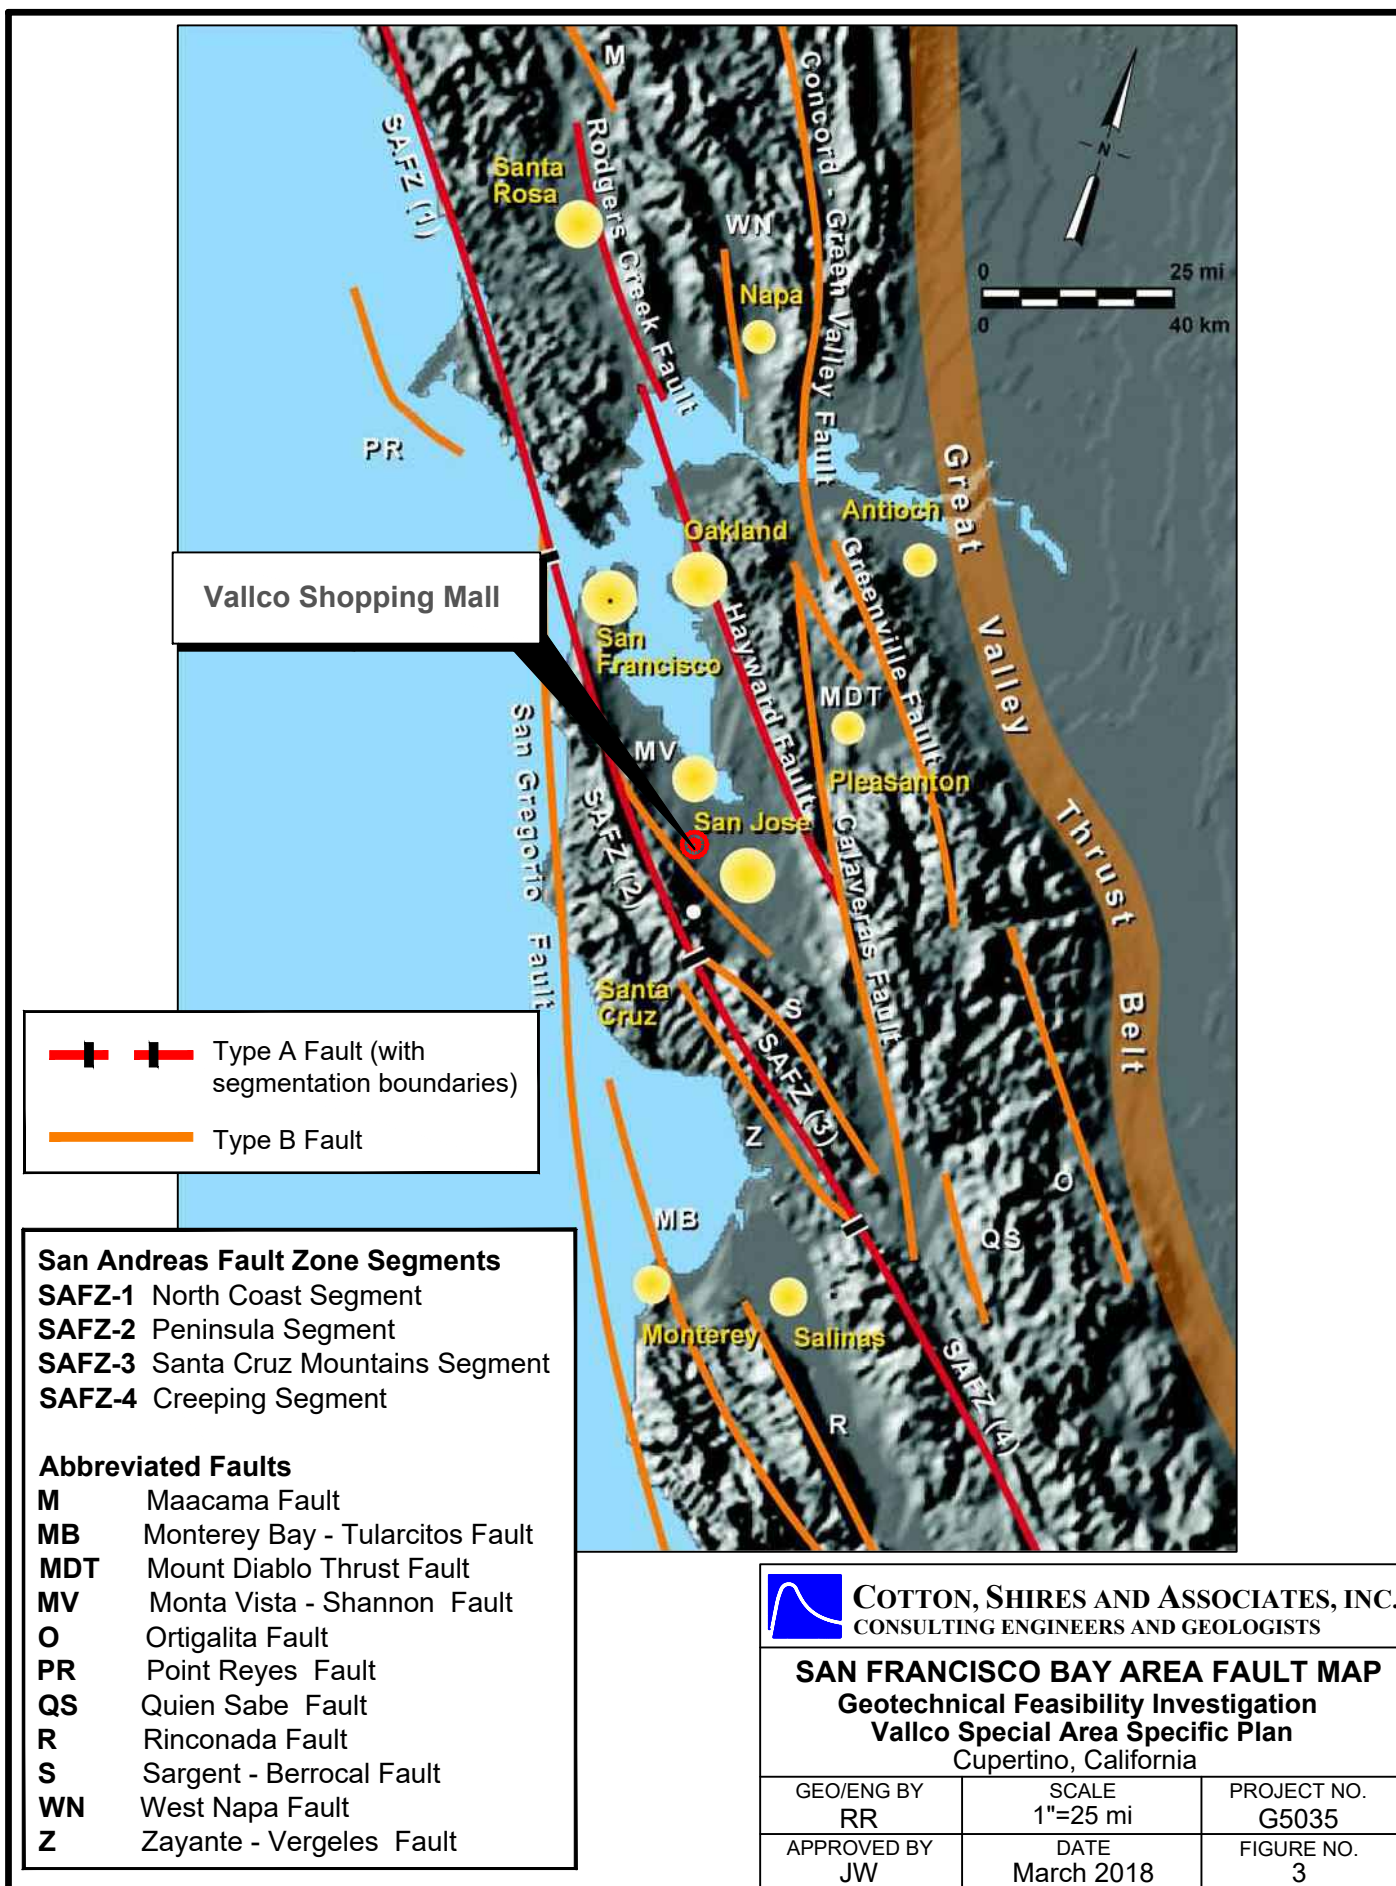 M
SAFZ (1)
Santa
Rosa
Rodgers Creek Fault
Concord - Green Valley Fault
WN
Napa
N
0
25 mi
0
40 km
PR
Great Valley Thrust Belt
Antioch
Oakland
Vallco Shopping Mall
San
Francisco
Hayward Fault
Greenville Fault
MDT
San Gregorio Fault
MV
Pleasanton
SAFZ (2)
San Jose
Calaveras Fault
Santa
Cruz
S
SAFZ (3)
Z
MB
O
QS
Monterey
Salinas
SAFZ (4)
R
Type A Fault (with
segmentation boundaries)
Type B Fault
San Andreas Fault Zone Segments
SAFZ-1 North Coast Segment
SAFZ-2 Peninsula Segment
SAFZ-3 Santa Cruz Mountains Segment
SAFZ-4 Creeping Segment
Abbreviated Faults
M Maacama Fault
MB Monterey Bay - Tularcitos Fault
MDT Mount Diablo Thrust Fault
MV Monta Vista - Shannon Fault
O Ortigalita Fault
PR Point Reyes Fault
QS Quien Sabe Fault
R Rinconada Fault
S Sargent - Berrocal Fault
WN West Napa Fault
Z Zayante - Vergeles Fault
COTTON, SHIRES AND ASSOCIATES, INC.
CONSULTING ENGINEERS AND GEOLOGISTS
SAN FRANCISCO BAY AREA FAULT MAP
Geotechnical Feasibility Investigation
Vallco Special Area Specific Plan
Cupertino, California
GEO/ENG BY
RR
SCALE
1"=25 mi
PROJECT NO.
G5035
APPROVED BY
JW
DATE
March 2018
FIGURE NO.
3